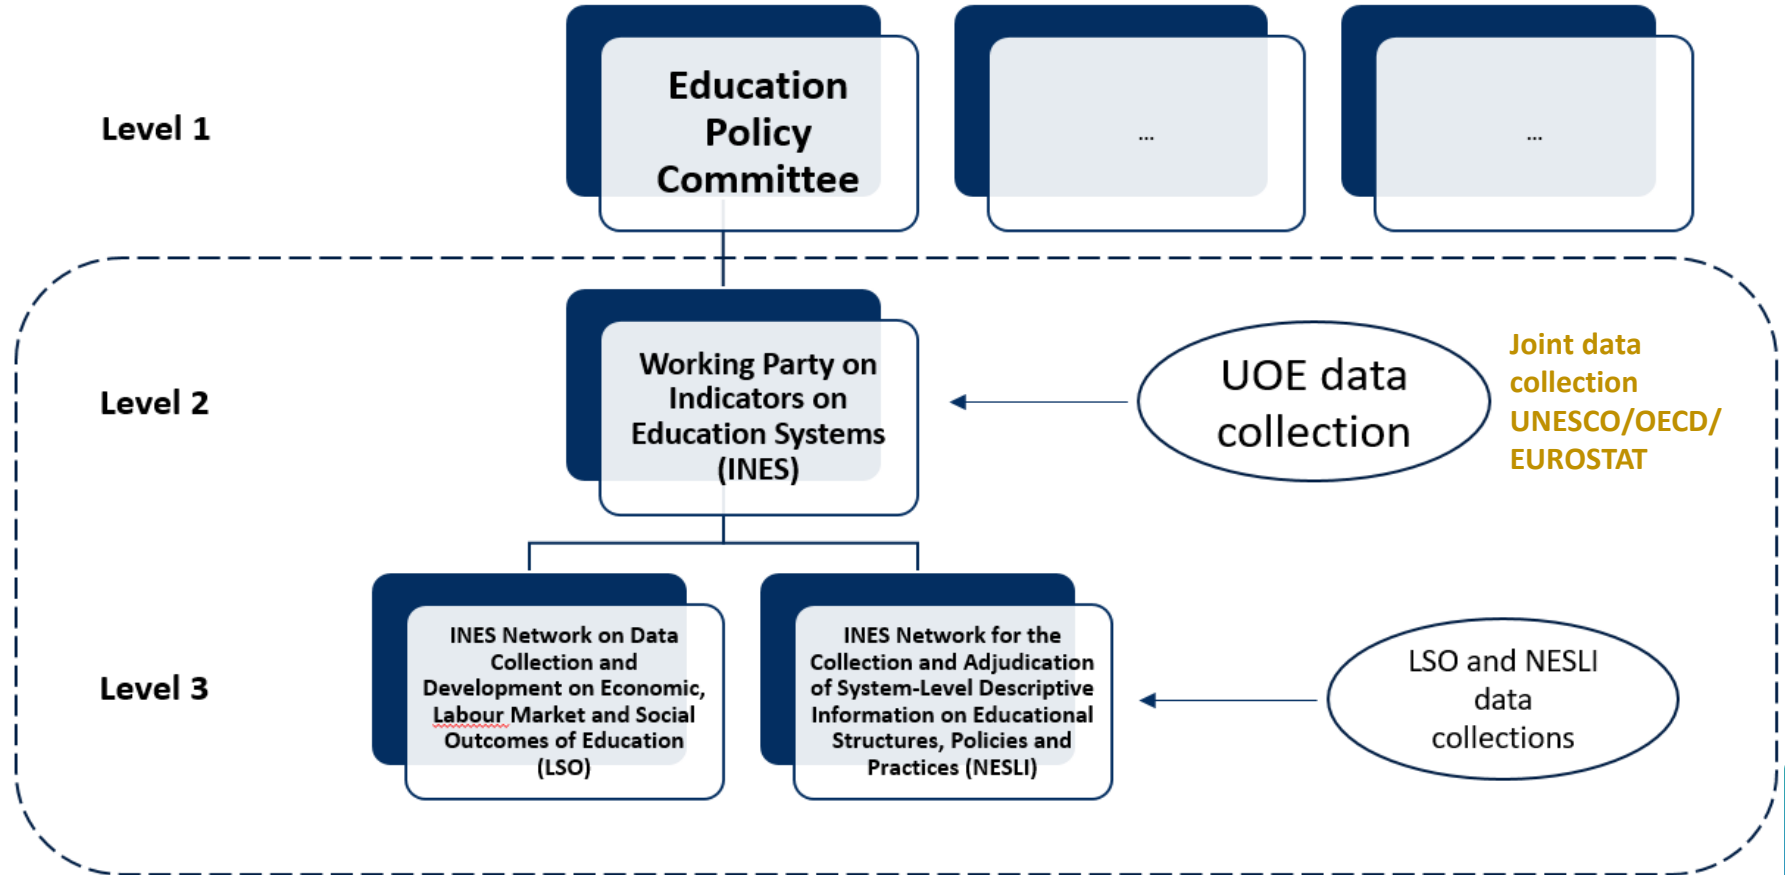 Level 1
Education
Policy
Committee
...
...
Level 2
Working Party on
Indicators on
Education Systems
(INES)
UOE data
collection
Joint data
collection
UNESCO/OECD/
EUROSTAT
Level 3
INES Network on Data
Collection and
Development on Economic,
Labour Market and Social
Outcomes of Education
(LSO)
INES Network for the
Collection and Adjudication
of System-Level Descriptive
Information on Educational
Structures, Policies and
Practices (NESLI)
LSO and NESLI
data
collections